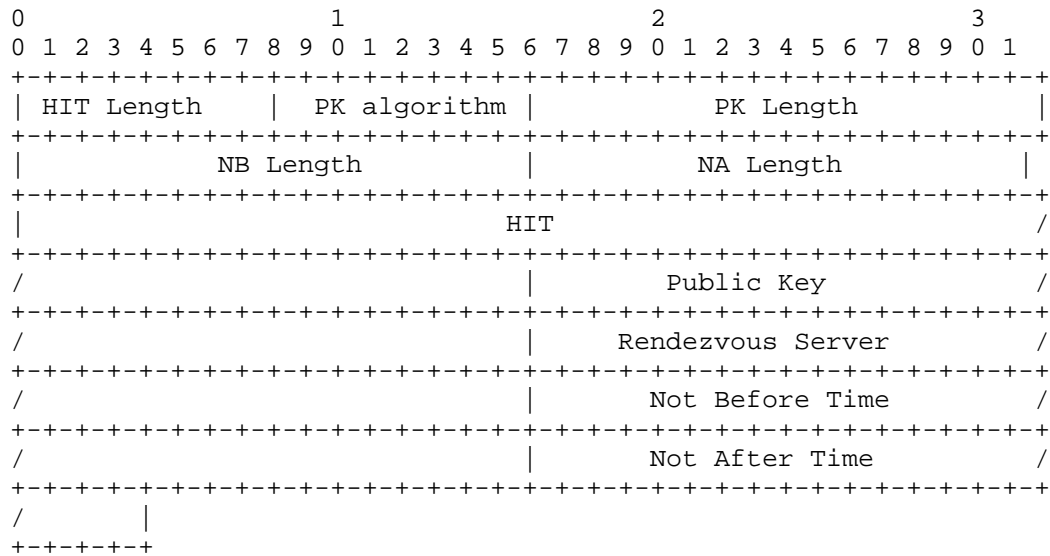 0                   1                   2                   3
0 1 2 3 4 5 6 7 8 9 0 1 2 3 4 5 6 7 8 9 0 1 2 3 4 5 6 7 8 9 0 1
+-+-+-+-+-+-+-+-+-+-+-+-+-+-+-+-+-+-+-+-+-+-+-+-+-+-+-+-+-+-+-+-+
| HIT Length    |  PK algorithm |           PK Length           |
+-+-+-+-+-+-+-+-+-+-+-+-+-+-+-+-+-+-+-+-+-+-+-+-+-+-+-+-+-+-+-+-+
|            NB Length          |          NA Length           |
+-+-+-+-+-+-+-+-+-+-+-+-+-+-+-+-+-+-+-+-+-+-+-+-+-+-+-+-+-+-+-+-+
|                              HIT                              /
+-+-+-+-+-+-+-+-+-+-+-+-+-+-+-+-+-+-+-+-+-+-+-+-+-+-+-+-+-+-+-+-+
/                               |        Public Key             /
+-+-+-+-+-+-+-+-+-+-+-+-+-+-+-+-+-+-+-+-+-+-+-+-+-+-+-+-+-+-+-+-+
/                               |     Rendezvous Server         /
+-+-+-+-+-+-+-+-+-+-+-+-+-+-+-+-+-+-+-+-+-+-+-+-+-+-+-+-+-+-+-+-+
/                               |       Not Before Time         /
+-+-+-+-+-+-+-+-+-+-+-+-+-+-+-+-+-+-+-+-+-+-+-+-+-+-+-+-+-+-+-+-+
/                               |       Not After Time          /
+-+-+-+-+-+-+-+-+-+-+-+-+-+-+-+-+-+-+-+-+-+-+-+-+-+-+-+-+-+-+-+-+
/       |
+-+-+-+-+